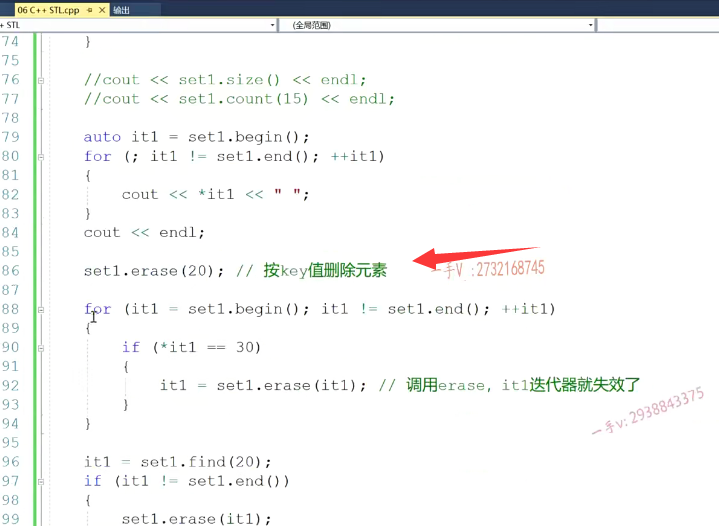 06 C++ STL.cpp 输出
+ STL (全局范围)
74 }
75
76 //cout << set1.size() << endl;
77 //cout << set1.count(15) << endl;
78
79 auto it1 = set1.begin();
80 for (; it1 != set1.end(); ++it1)
81 {
82 cout << *it1 << " ";
83 }
84 cout << endl;
85
86 set1.erase(20); // 按key值删除元素
一手V :2732168745
87
88 for (it1 = set1.begin(); it1 != set1.end(); ++it1)
89 {
90 if (*it1 == 30)
91 {
92 it1 = set1.erase(it1); // 调用erase, it1迭代器就失效了
93 }
一手v: 2938843375
94 }
95
96 it1 = set1.find(20);
97 if (it1 != set1.end())
98 {
99 set1.erase(it1);